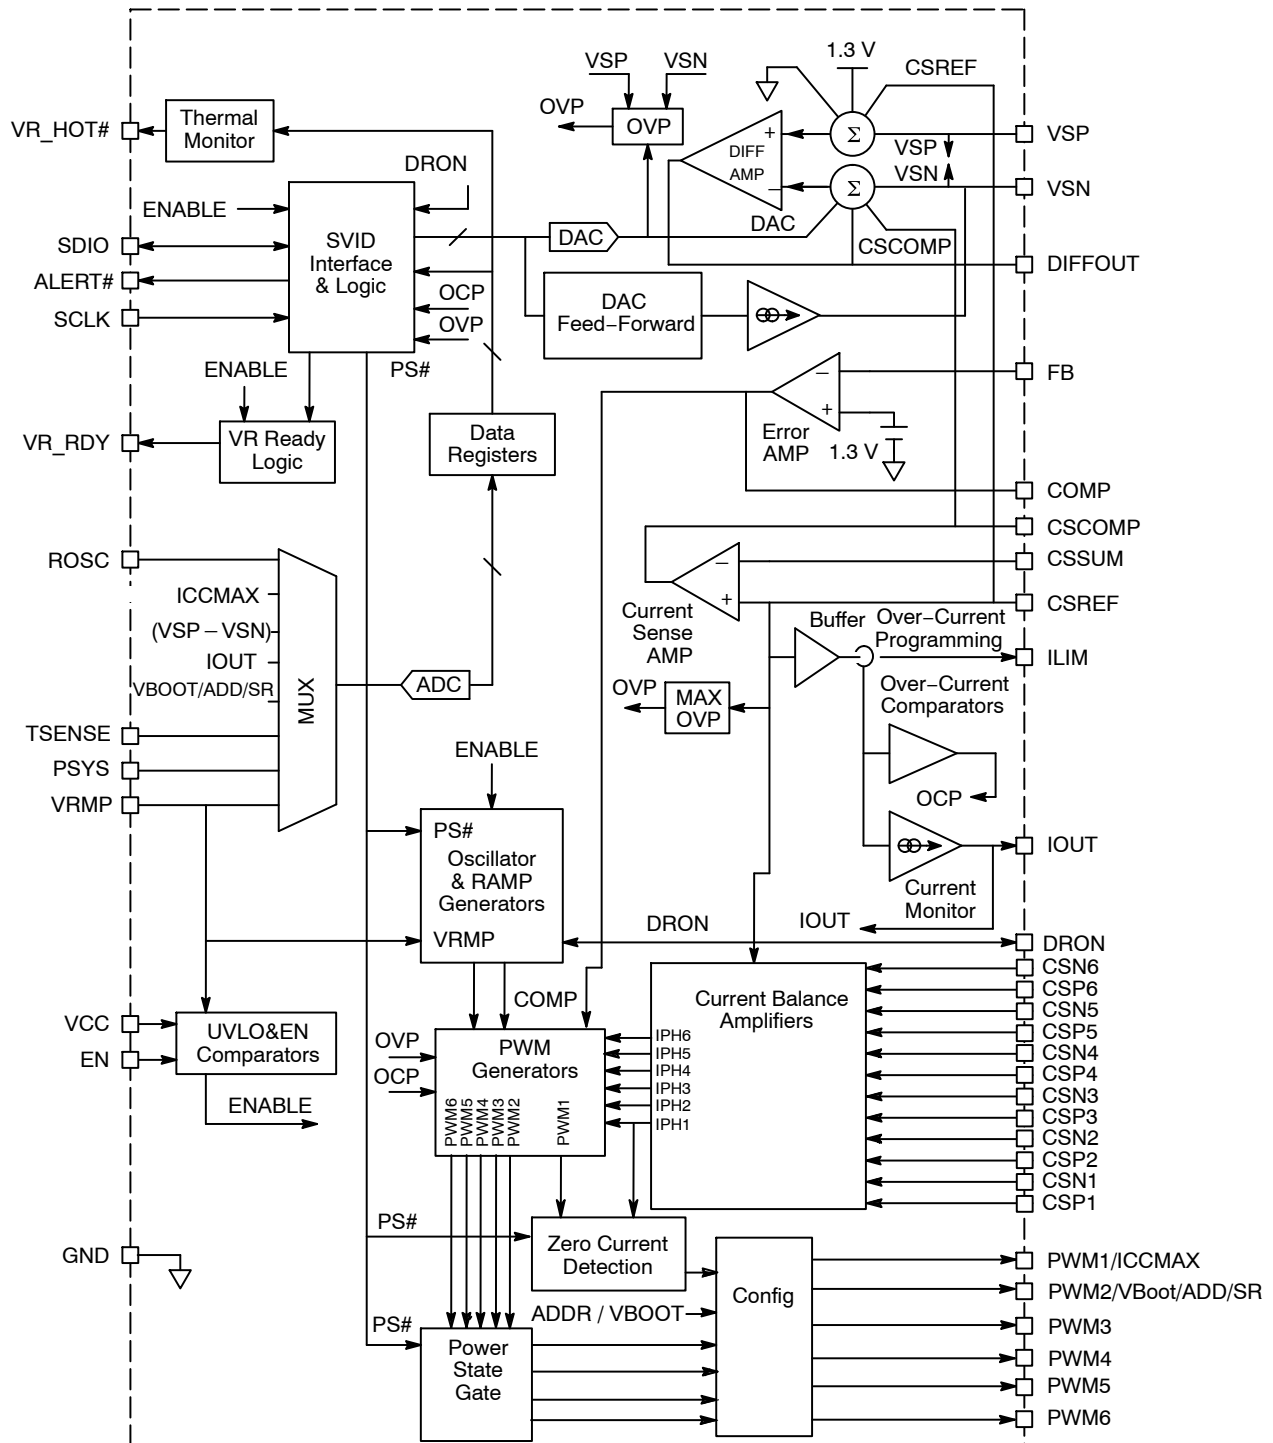 VR_HOT#
Thermal
Monitor
VSP
VSN
OVP
OVP
1.3 V
CSREF
Σ
VSP
VSP
+
DIFF
AMP
−
VSN
Σ
VSN
DRON
ENABLE
SVID
Interface
& Logic
SDIO
ALERT#
SCLK
DAC
DAC
CSCOMP
DIFFOUT
OCP
OVP
PS#
DAC
Feed−Forward
ENABLE
VR_RDY
VR Ready
Logic
Data
Registers
−
+
Error
AMP
1.3 V
FB
COMP
CSCOMP
CSSUM
CSREF
−
+
Current
Sense
AMP
Buffer
Over−Current
Programming
ILIM
ROSC
ICCMAX
(VSP − VSN)
IOUT
VBOOT/ADD/SR
MUX
ADC
TSENSE
PSYS
VRMP
OVP
MAX
OVP
Over−Current
Comparators
OCP
ENABLE
PS#
Oscillator
& RAMP
Generators
VRMP
IOUT
Current
Monitor
IOUT
DRON
DRON
COMP
CSN6
CSP6
CSN5
CSP5
CSN4
CSP4
CSN3
CSP3
CSN2
CSP2
CSN1
CSP1
Current Balance
Amplifiers
IPH6
IPH5
IPH4
IPH3
IPH2
IPH1
VCC
EN
UVLO&EN
Comparators
ENABLE
OVP
OCP
PWM
Generators
PWM6
PWM5
PWM4
PWM3
PWM2
PWM1
PS#
Zero Current
Detection
GND
ADDR / VBOOT
Config
PS#
Power
State
Gate
PWM1/ICCMAX
PWM2/VBoot/ADD/SR
PWM3
PWM4
PWM5
PWM6